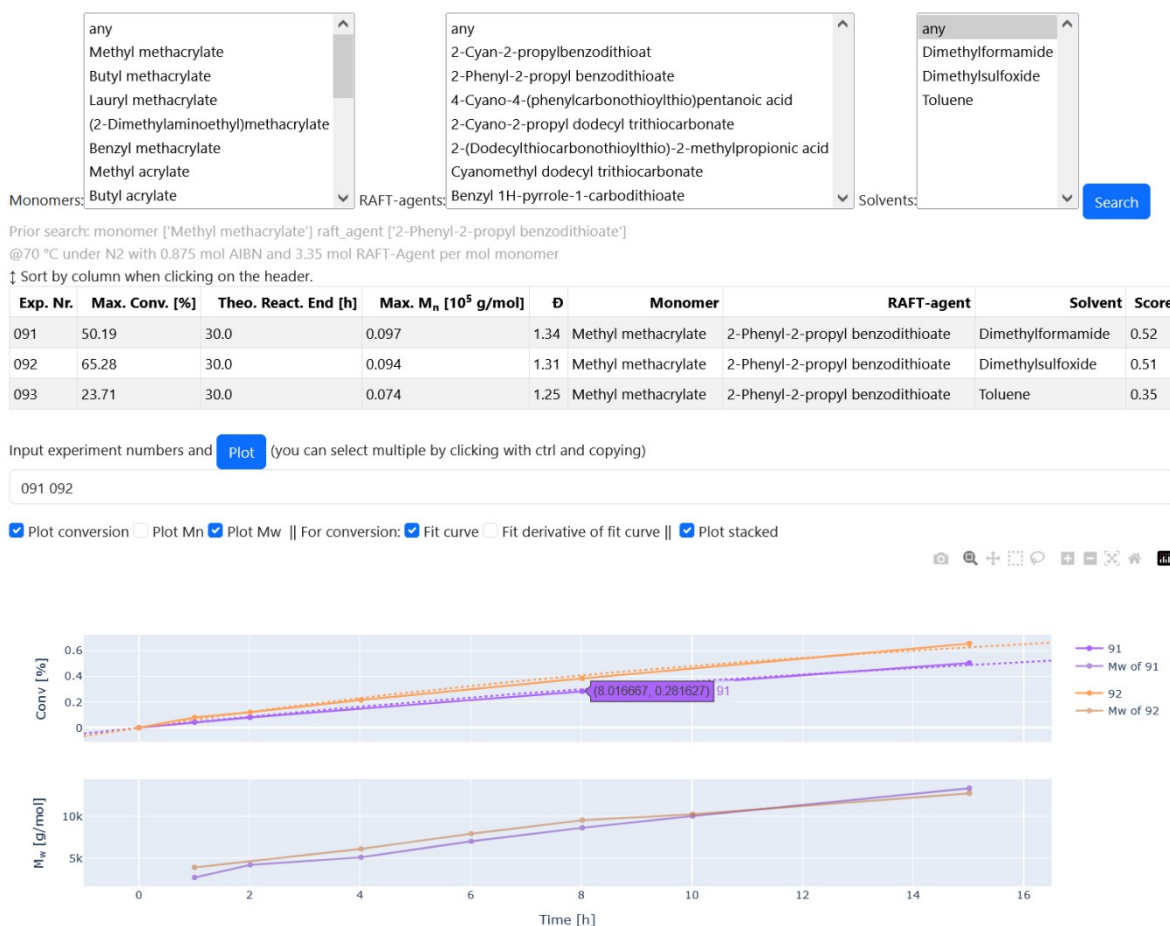 any
Methyl methacrylate
Butyl methacrylate
Lauryl methacrylate
(2-Dimethylaminoethyl)methacrylate
Benzyl methacrylate
Methyl acrylate
Butyl acrylate
any
2-Cyan-2-propylbenzodithioat
2-Phenyl-2-propyl benzodithioate
4-Cyano-4-(phenylcarbonothioylthio)pentanoic acid
2-Cyano-2-propyl dodecyl trithiocarbonate
2-(Dodecylthiocarbonothioylthio)-2-methylpropionic acid
Cyanomethyl dodecyl trithiocarbonate
Benzyl 1H-pyrrole-1-carbodithioate
any
Dimethylformamide
Dimethylsulfoxide
Toluene
Monomers: RAFT-agents: Solvents: Search
Prior search: monomer ['Methyl methacrylate'] raft_agent ['2-Phenyl-2-propyl benzodithioate']
@70 °C under N2 with 0.875 mol AIBN and 3.35 mol RAFT-Agent per mol monomer
↕ Sort by column when clicking on the header.
Exp. Nr. Max. Conv. [%] Theo. React. End [h] Max. Mn [10⁵ g/mol] Đ Monomer RAFT-agent Solvent Score
091 50.19 30.0 0.097 1.34 Methyl methacrylate 2-Phenyl-2-propyl benzodithioate Dimethylformamide 0.52
092 65.28 30.0 0.094 1.31 Methyl methacrylate 2-Phenyl-2-propyl benzodithioate Dimethylsulfoxide 0.51
093 23.71 30.0 0.074 1.25 Methyl methacrylate 2-Phenyl-2-propyl benzodithioate Toluene 0.35
Input experiment numbers and Plot (you can select multiple by clicking with ctrl and copying)
091 092
Plot conversion Plot Mn Plot Mw || For conversion: Fit curve Fit derivative of fit curve || Plot stacked
Conv [%]
0.6
0.4
0.2
0
(8.016667, 0.281627) 91
91
Mw of 91
92
Mw of 92
Mw [g/mol]
10k
5k
0 2 4 6 8 10 12 14 16
Time [h]